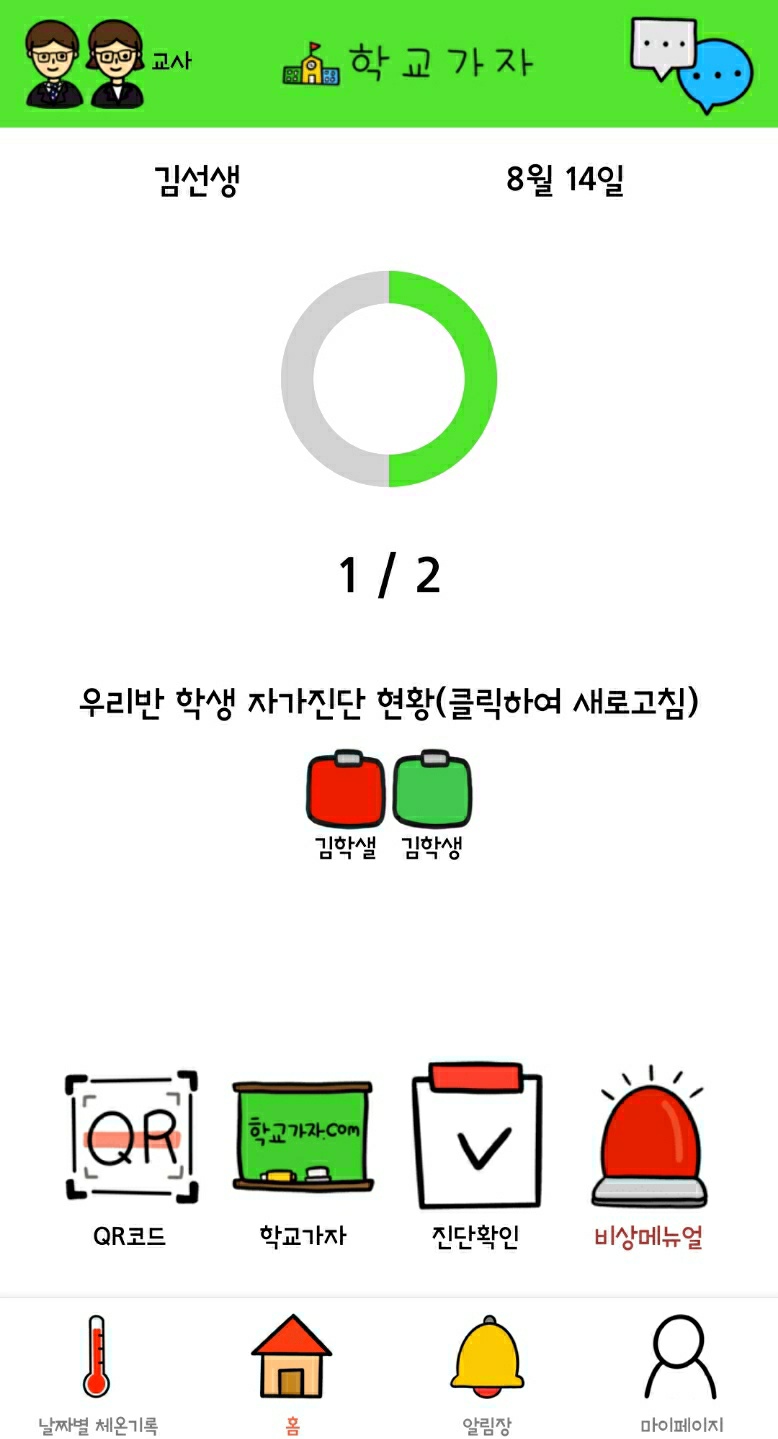 교사
학교가자
김선생
8월 14일
1 / 2
우리반 학생 자가진단 현황(클릭하여 새로고침)
김학샐 김학생
QR
학교가자.com
QR코드 학교가자 진단확인 비상메뉴얼
날짜별 체온기록 홈 알림장 마이페이지